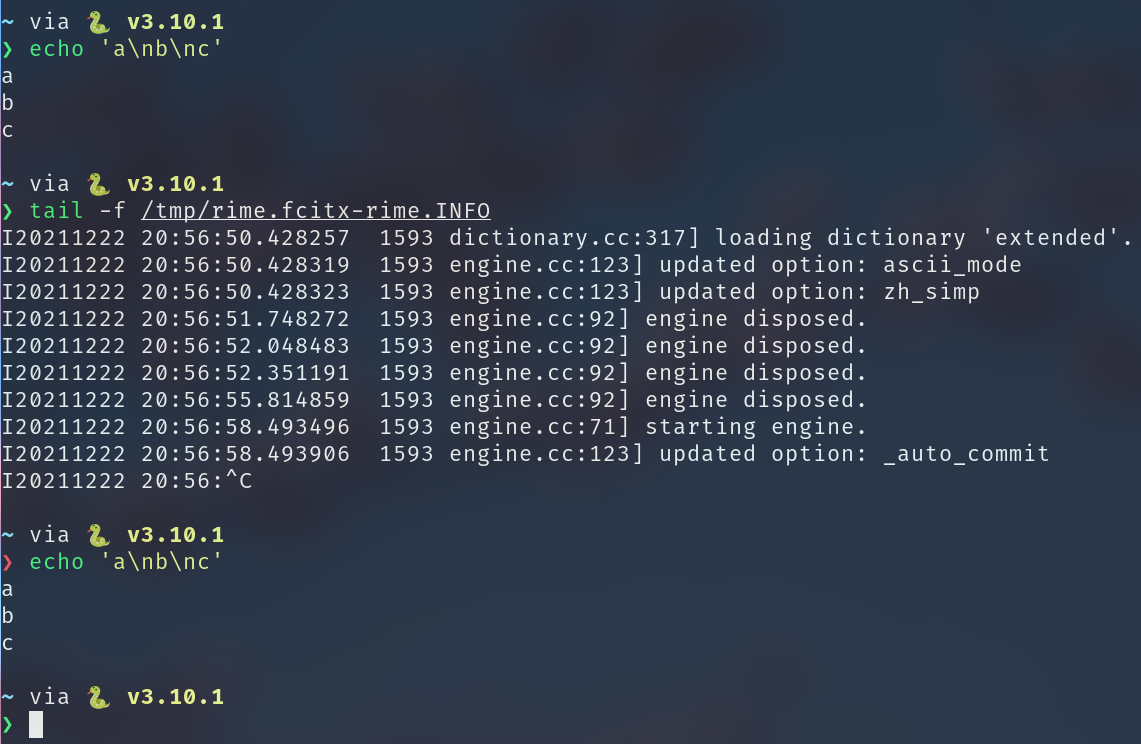 ~ via 🐍 v3.10.1
❯ echo 'a\nb\nc'
a
b
c
~ via 🐍 v3.10.1
❯ tail -f /tmp/rime.fcitx-rime.INFO
I20211222 20:56:50.428257  1593 dictionary.cc:317] loading dictionary 'extended'.
I20211222 20:56:50.428319  1593 engine.cc:123] updated option: ascii_mode
I20211222 20:56:50.428323  1593 engine.cc:123] updated option: zh_simp
I20211222 20:56:51.748272  1593 engine.cc:92] engine disposed.
I20211222 20:56:52.048483  1593 engine.cc:92] engine disposed.
I20211222 20:56:52.351191  1593 engine.cc:92] engine disposed.
I20211222 20:56:55.814859  1593 engine.cc:92] engine disposed.
I20211222 20:56:58.493496  1593 engine.cc:71] starting engine.
I20211222 20:56:58.493906  1593 engine.cc:123] updated option: _auto_commit
I20211222 20:56:^C
~ via 🐍 v3.10.1
❯ echo 'a\nb\nc'
a
b
c
~ via 🐍 v3.10.1
❯